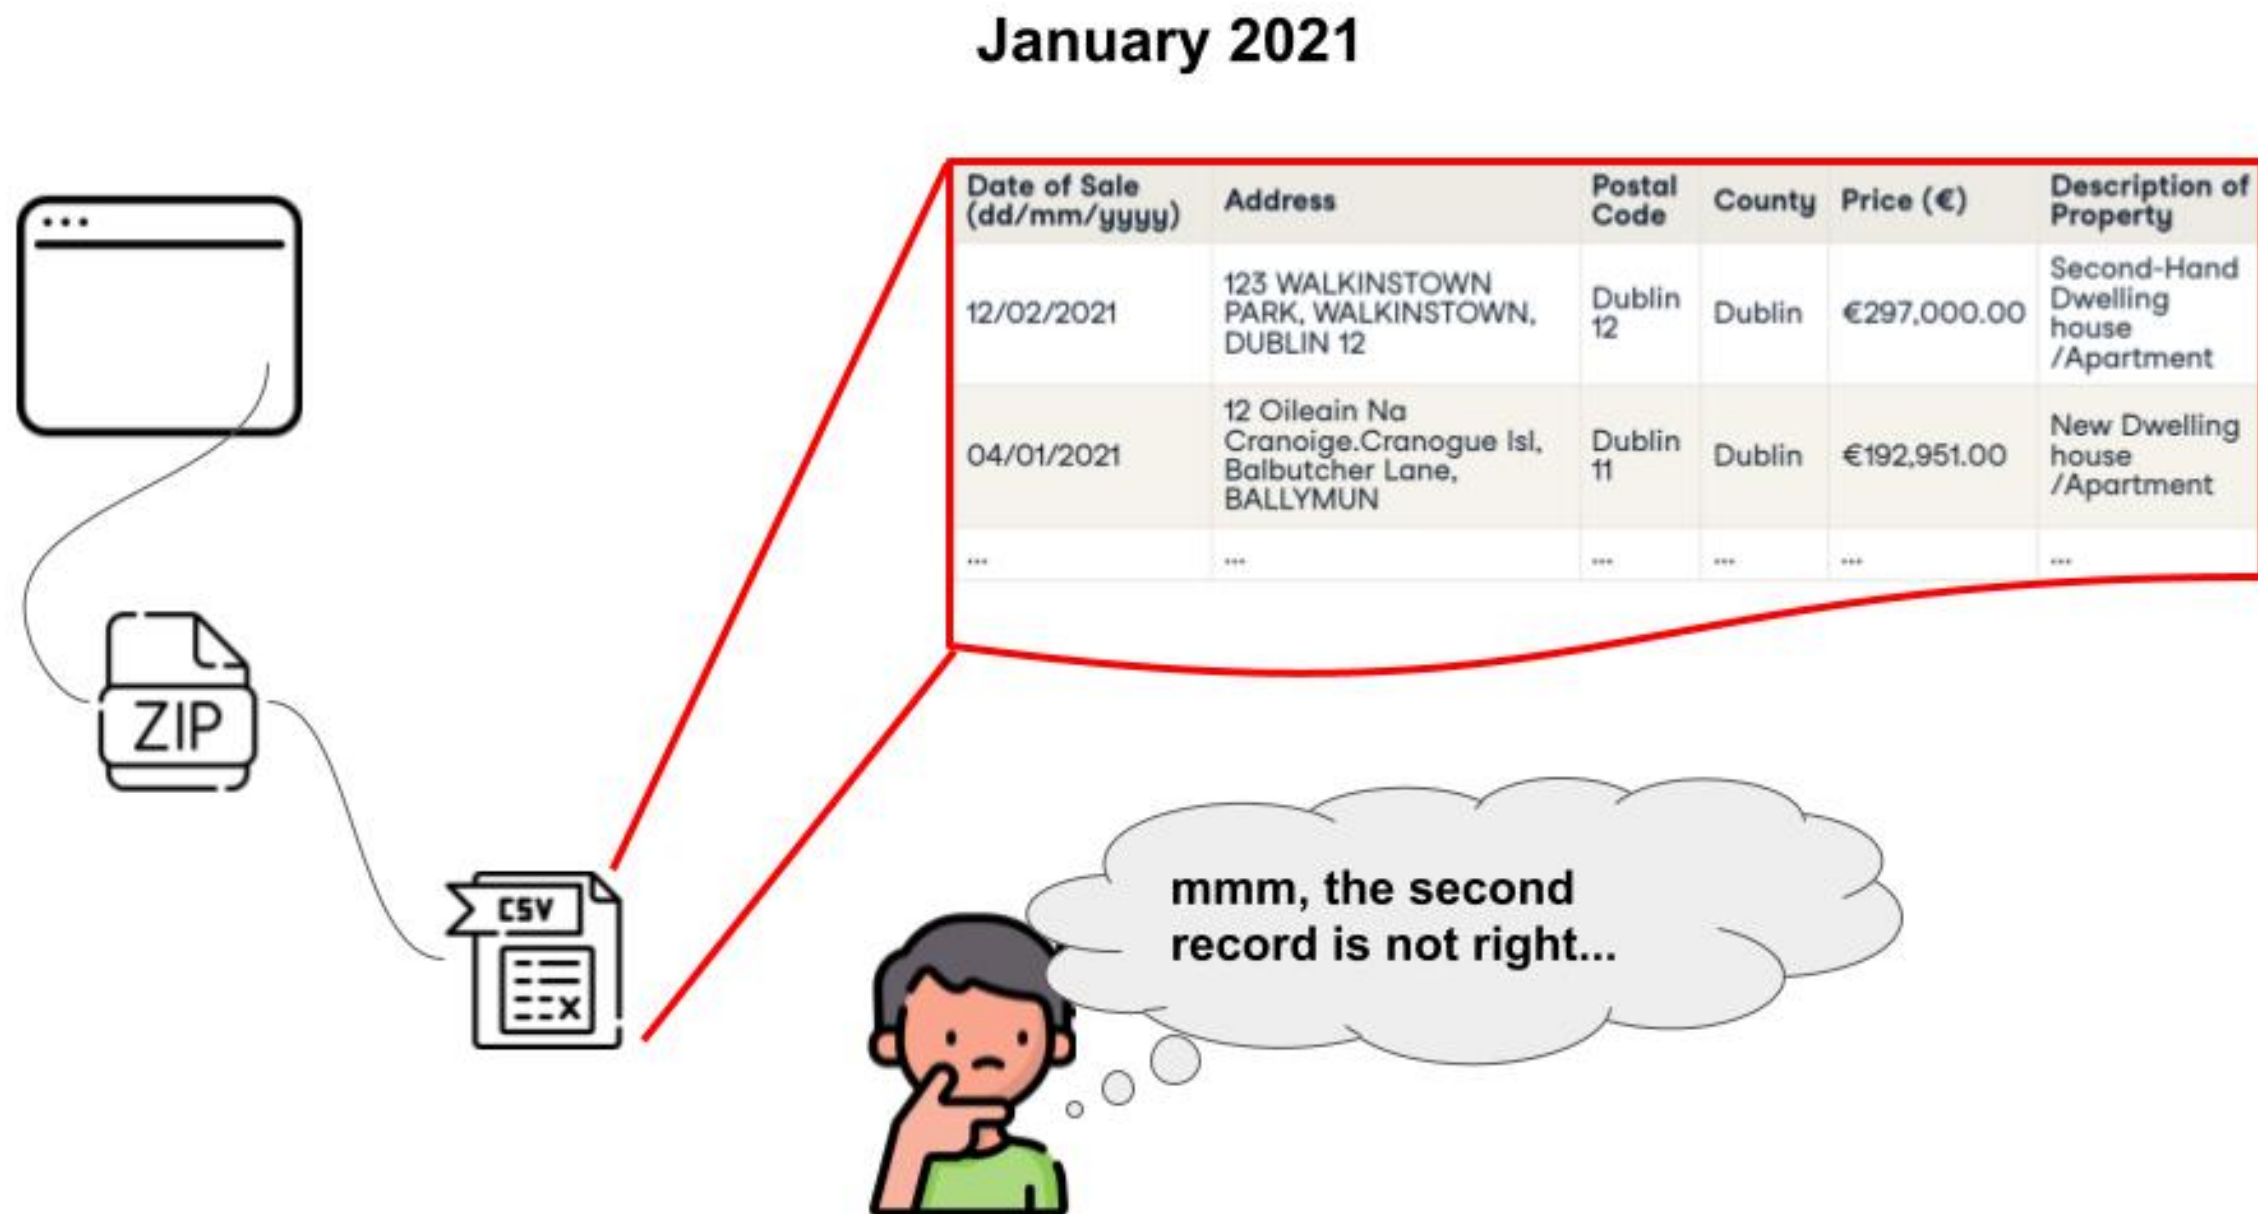 January 2021
Date of Sale
(dd/mm/yyyy)
Address
Postal
Code
County
Price (€)
Description of
Property
12/02/2021
123 WALKINSTOWN
PARK, WALKINSTOWN,
DUBLIN 12
Dublin
12
Dublin
€297,000.00
Second-Hand
Dwelling
house
/Apartment
04/01/2021
12 Oileain Na
Cranoige.Cranogue Isl,
Balbutcher Lane,
BALLYMUN
Dublin
11
Dublin
€192,951.00
New Dwelling
house
/Apartment
...
...
...
...
...
...
ZIP
CSV
mmm, the second
record is not right...